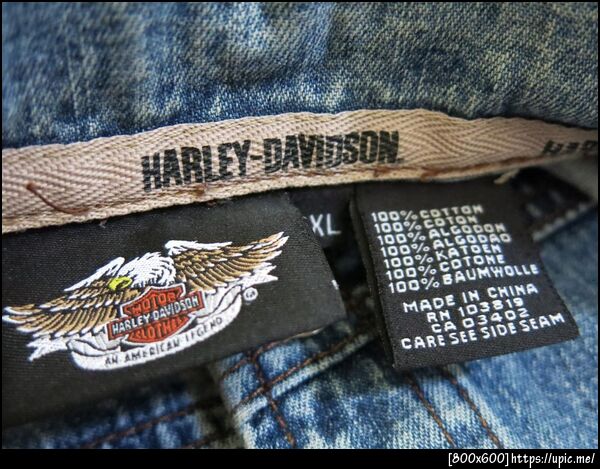 HARLEY-DAVIDSON
XL
MOTOR
HARLEY-DAVIDSON
CLOTHES
AN AMERICAN LEGEND
®
100% COTTON
100% COTON
100% ALGODON
100% ALGODAO
100% KATOEN
100% COTONE
100% BAUMWOLLE
MADE IN CHINA
RN 103819
CA 03402
CARE SEE SIDE SEAM
[800x600]https://upic.me/